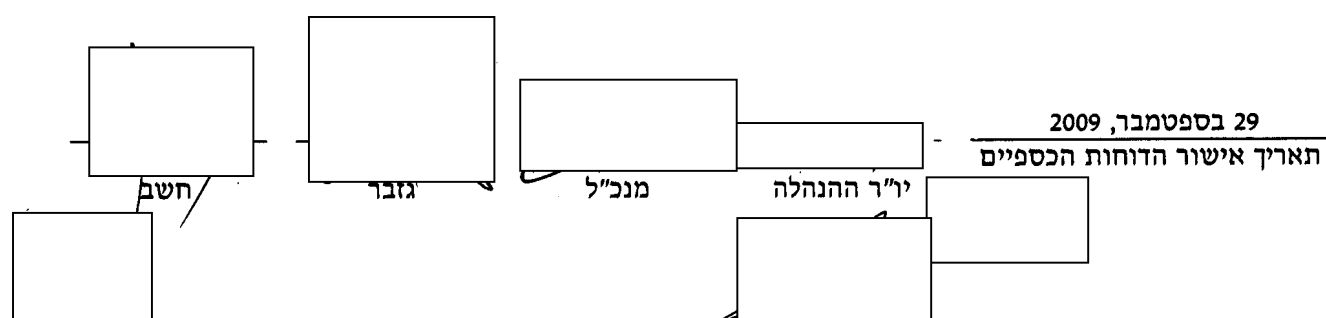 29 בספטמבר, 2009
תאריך אישור הדוחות הכספיים
יו"ר ההנהלה
מנכ"ל
גזבר
חשב